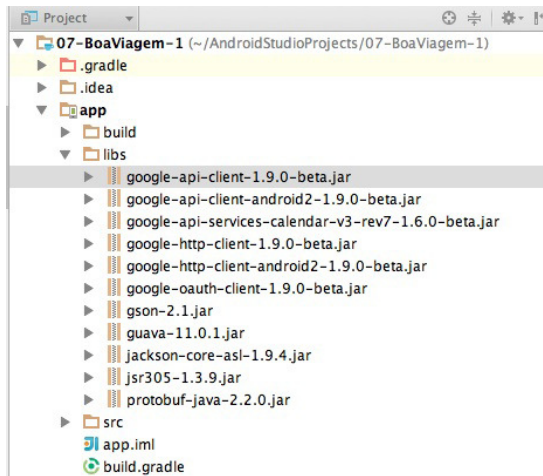 Project
07-BoaViagem-1 (~/AndroidStudioProjects/07-BoaViagem-1)
.gradle
.idea
app
build
libs
google-api-client-1.9.0-beta.jar
google-api-client-android2-1.9.0-beta.jar
google-api-services-calendar-v3-rev7-1.6.0-beta.jar
google-http-client-1.9.0-beta.jar
google-http-client-android2-1.9.0-beta.jar
google-oauth-client-1.9.0-beta.jar
gson-2.1.jar
guava-11.0.1.jar
jackson-core-asl-1.9.4.jar
jsr305-1.3.9.jar
protobuf-java-2.2.0.jar
src
app.iml
build.gradle